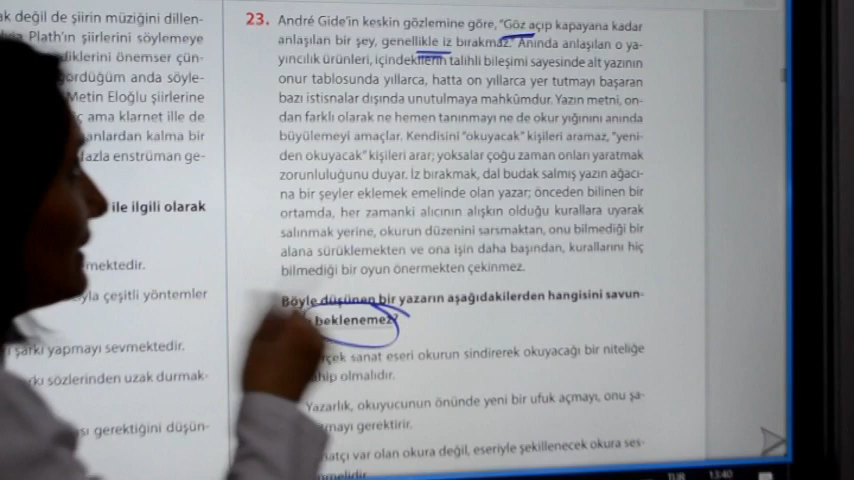 ak değil de şiirin müziğini dillen-
Plath'ın şiirlerini söylemeye
diklerini önemser çün-
gördüğüm anda söyle-
Metin Eloğlu şiirlerine
ama klarnet ille de
anlardan kalma bir
fazla enstrüman ge-
ile ilgili olarak
mektedir.
yla çeşitli yöntemler
şarkı yapmayı sevmektedir.
sözlerinden uzak durmak-
gerektiğini düşün-
23. André Gide'in keskin gözlemine göre, "Göz açıp kapayana kadar
anlaşılan bir şey, genellikle iz bırakmaz." Anında anlaşılan o ya-
yıncılık ürünleri, içindekilerin talihli bileşimi sayesinde alt yazının
onur tablosunda yıllarca, hatta on yıllarca yer tutmayı başaran
bazı istisnalar dışında unutulmaya mahkûmdur. Yazın metni, on-
dan farklı olarak ne hemen tanınmayı ne de okur yığınını anında
büyülemeyi amaçlar. Kendisini "okuyacak" kişileri aramaz, "yeni-
den okuyacak" kişileri arar; yoksalar çoğu zaman onları yaratmak
zorunluluğunu duyar. İz bırakmak, dal budak salmış yazın ağacı-
na bir şeyler eklemek emelinde olan yazar; önceden bilinen bir
ortamda, her zamanki alıcının alışkın olduğu kurallara uyarak
salınmak yerine, okurun düzenini sarsmaktan, onu bilmediği bir
alana sürüklemekten ve ona işin daha başından, kurallarını hiç
bilmediği bir oyun önermekten çekinmez.
Böyle düşünen bir yazarın aşağıdakilerden hangisini savun-
beklenemez?
sanat eseri okurun sindirerek okuyacağı bir niteliğe
olmalıdır.
Yazarlık, okuyucunun önünde yeni bir ufuk açmayı, onu şa-
gerektirir.
var olan okura değil, eseriyle şekillenecek okura ses-
TUR 13:40